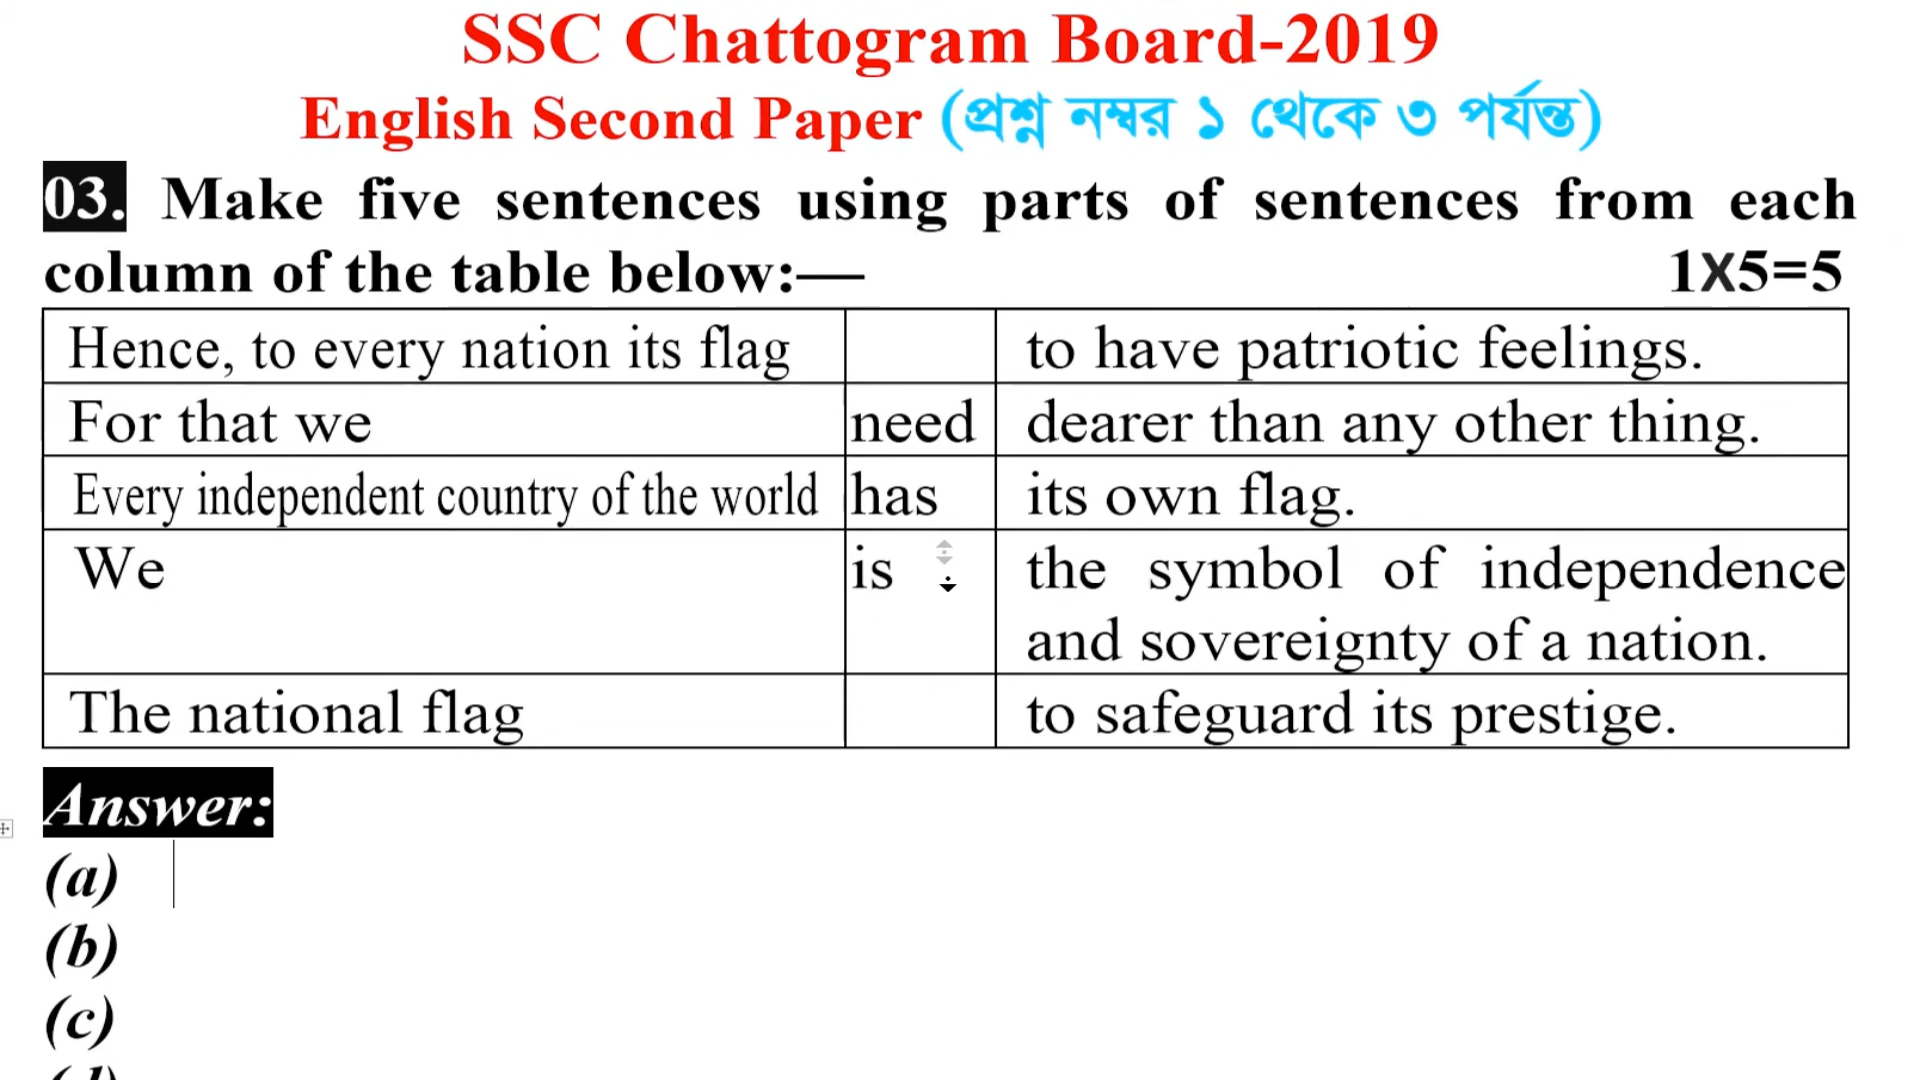 SSC Chattogram Board-2019
English Second Paper (প্রশ্ন নম্বর ১ থেকে ৩ পর্যন্ত)
03. Make five sentences using parts of sentences from each
column of the table below:— 1X5=5
Hence, to every nation its flag to have patriotic feelings.
For that we need dearer than any other thing.
Every independent country of the world has its own flag.
We is the symbol of independence
and sovereignty of a nation.
The national flag to safeguard its prestige.
Answer:
(a)
(b)
(c)